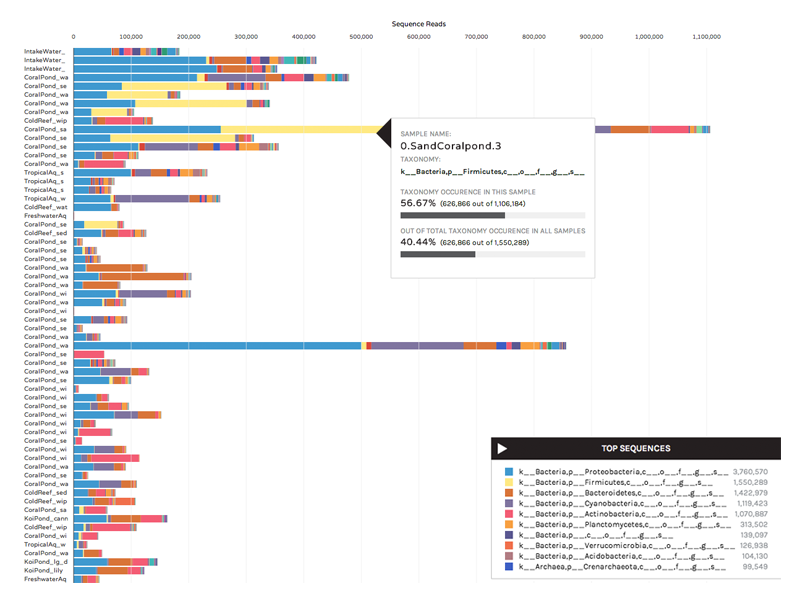 Sequence Reads
0 100,000 200,000 300,000 400,000 500,000 600,000 700,000 800,000 900,000 1,000,000 1,100,000
IntakeWater_
IntakeWater_
IntakeWater_
CoralPond_wa
CoralPond_se
CoralPond_wa
CoralPond_wa
CoralPond_wa
ColdReef_wip
CoralPond_sa
CoralPond_se
CoralPond_wa
CoralPond_se
CoralPond_wa
TropicalAq_s
TropicalAq_s
TropicalAq_s
TropicalAq_w
ColdReef_wat
FreshwaterAq
CoralPond_se
ColdReef_sed
CoralPond_se
CoralPond_se
CoralPond_se
CoralPond_wa
CoralPond_wa
CoralPond_wa
CoralPond_wi
CoralPond_wa
CoralPond_wi
CoralPond_se
CoralPond_se
CoralPond_wa
CoralPond_wa
CoralPond_se
CoralPond_se
CoralPond_wa
CoralPond_se
CoralPond_wi
CoralPond_wi
CoralPond_se
CoralPond_wi
CoralPond_wi
CoralPond_wi
CoralPond_se
CoralPond_wi
CoralPond_wi
CoralPond_wa
CoralPond_se
CoralPond_wa
ColdReef_sed
ColdReef_wip
CoralPond_sa
KoiPond_cann
ColdReef_wip
CoralPond_wi
TropicalAq_w
CoralPond_wa
KoiPond_lg_d
KoiPond_lily
FreshwaterAq
SAMPLE NAME:
0.SandCoralpond.3
TAXONOMY:
k__Bacteria,p__Firmicutes,c__,o__,f__,g__,s__
TAXONOMY OCCURENCE IN THIS SAMPLE
56.67% (626,866 out of 1,106,184)
OUT OF TOTAL TAXONOMY OCCURENCE IN ALL SAMPLES
40.44% (626,866 out of 1,550,289)
TOP SEQUENCES
k__Bacteria,p__Proteobacteria,c__,o__,f__,g__,s__ 3,760,570
k__Bacteria,p__Firmicutes,c__,o__,f__,g__,s__ 1,550,289
k__Bacteria,p__Bacteroidetes,c__,o__,f__,g__,s__ 1,422,979
k__Bacteria,p__Cyanobacteria,c__,o__,f__,g__,s__ 1,119,423
k__Bacteria,p__Actinobacteria,c__,o__,f__,g__,s__ 1,070,887
k__Bacteria,p__Planctomycetes,c__,o__,f__,g__,s__ 313,502
k__Bacteria,p__,c__,o__,f__,g__,s__ 139,097
k__Bacteria,p__Verrucomicrobia,c__,o__,f__,g__,s__ 126,938
k__Bacteria,p__Acidobacteria,c__,o__,f__,g__,s__ 104,130
k__Archaea,p__Crenarchaeota,c__,o__,f__,g__,s__ 99,549